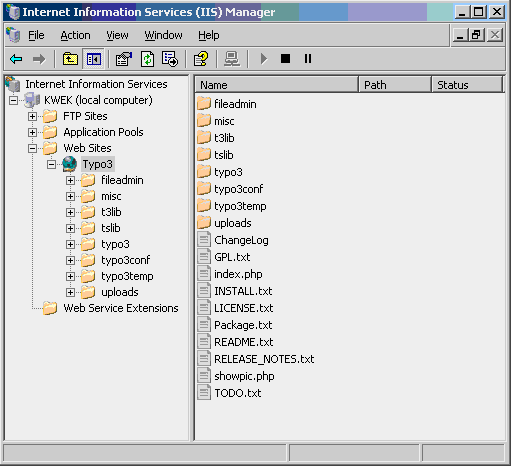 Internet Information Services (IIS) Manager
File Action View Window Help
Internet Information Services
KWEK (local computer)
FTP Sites
Application Pools
Web Sites
Typo3
fileadmin
misc
t3lib
tslib
typo3
typo3conf
typo3temp
uploads
Web Service Extensions
Name Path Status
fileadmin
misc
t3lib
tslib
typo3
typo3conf
typo3temp
uploads
ChangeLog
GPL.txt
index.php
INSTALL.txt
LICENSE.txt
Package.txt
README.txt
RELEASE_NOTES.txt
showpic.php
TODO.txt